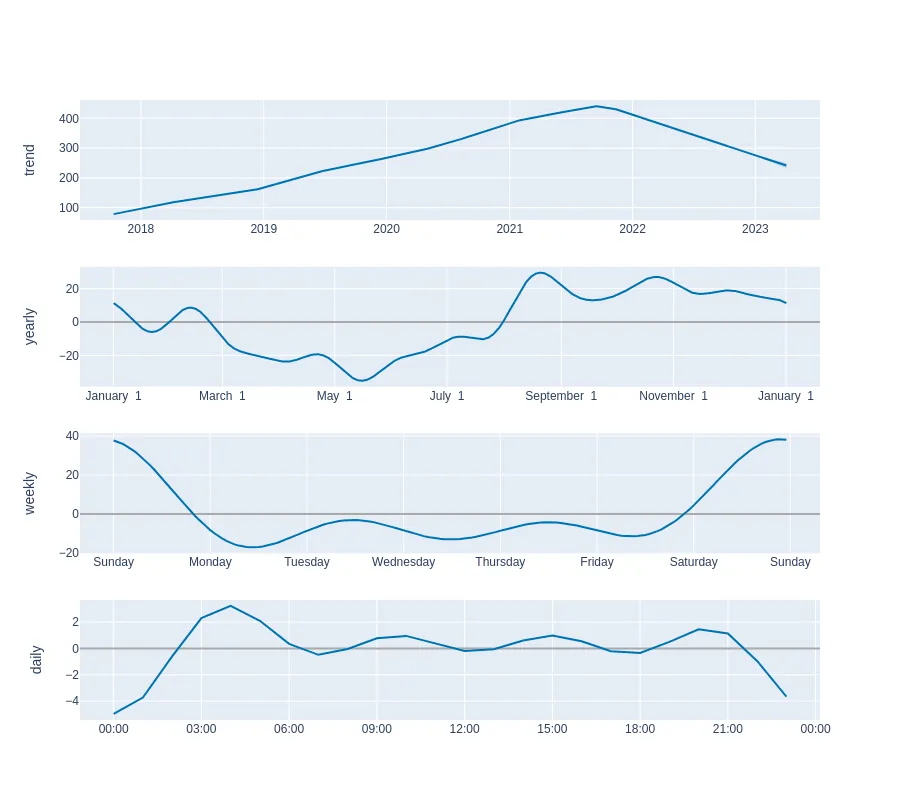 trend
400
300
200
100
2018 2019 2020 2021 2022 2023
yearly
20
0
−20
January 1 March 1 May 1 July 1 September 1 November 1 January 1
weekly
40
20
0
−20
Sunday Monday Tuesday Wednesday Thursday Friday Saturday Sunday
daily
2
0
−2
−4
00:00 03:00 06:00 09:00 12:00 15:00 18:00 21:00 00:00